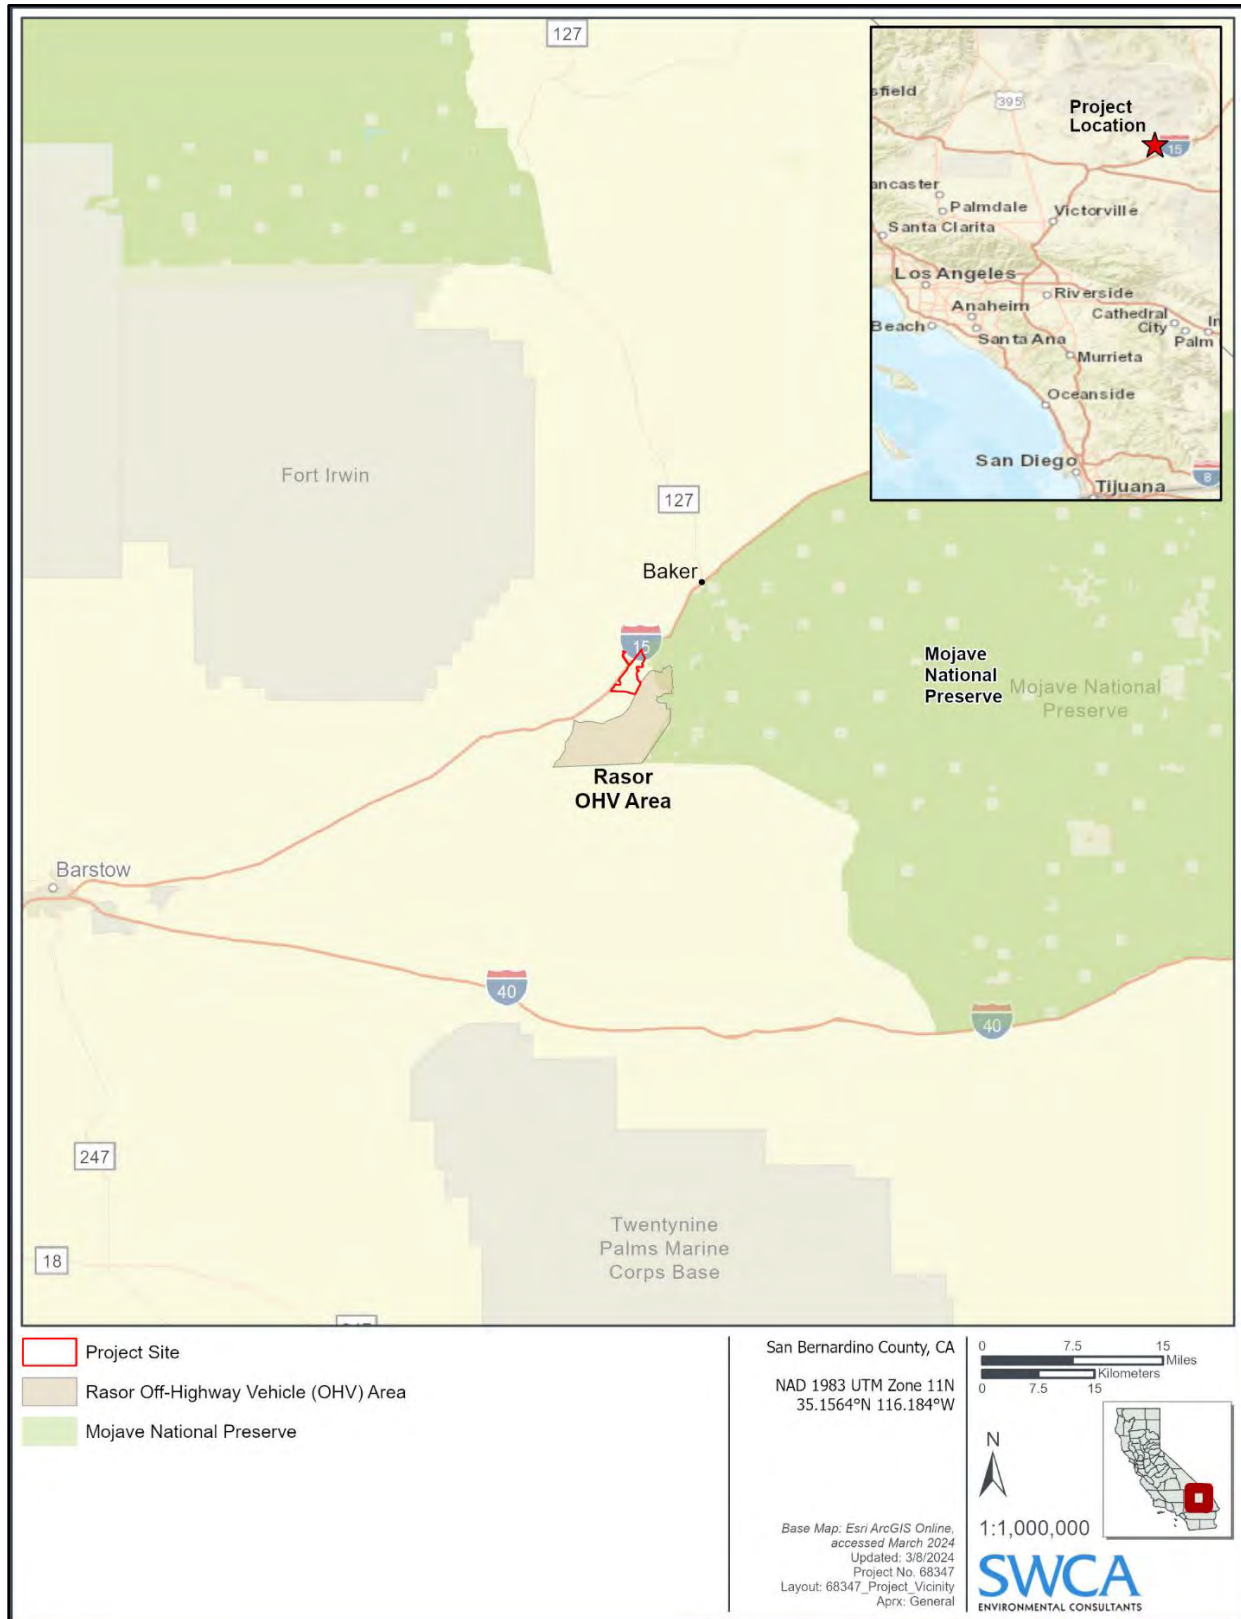 127
Fort Irwin
127
Baker
15
Mojave
National
Preserve
Mojave National
Preserve
Rasor
OHV Area
Barstow
40
40
247
18
Twentynine
Palms Marine
Corps Base
sfield
395
Project
Location
15
ancaster
Palmdale
Victorville
Santa Clarita
Los Angeles
Riverside
Anaheim
Cathedral
City
In
Beach
Santa Ana
Palm
Murrieta
Oceanside
San Diego
8
Tijuana
Project Site
Rasor Off-Highway Vehicle (OHV) Area
Mojave National Preserve
San Bernardino County, CA
NAD 1983 UTM Zone 11N
35.1564°N 116.184°W
Base Map: Esri ArcGIS Online,
accessed March 2024
Updated: 3/8/2024
Project No. 68347
Layout: 68347_Project_Vicinity
Aprx: General
0 7.5 15
Miles
Kilometers
0 7.5 15
N
1:1,000,000
SWCA
ENVIRONMENTAL CONSULTANTS